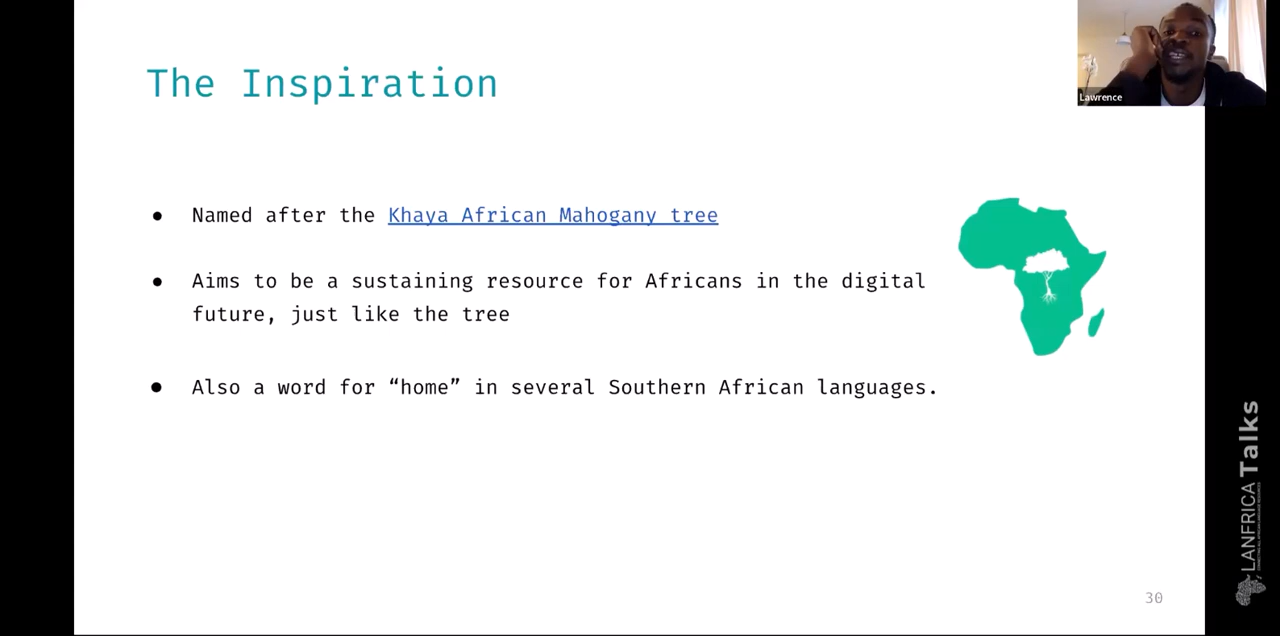 The Inspiration
Lawrence
● Named after the Khaya African Mahogany tree
● Aims to be a sustaining resource for Africans in the digital
future, just like the tree
● Also a word for “home” in several Southern African languages.
LANFRICA Talks
30